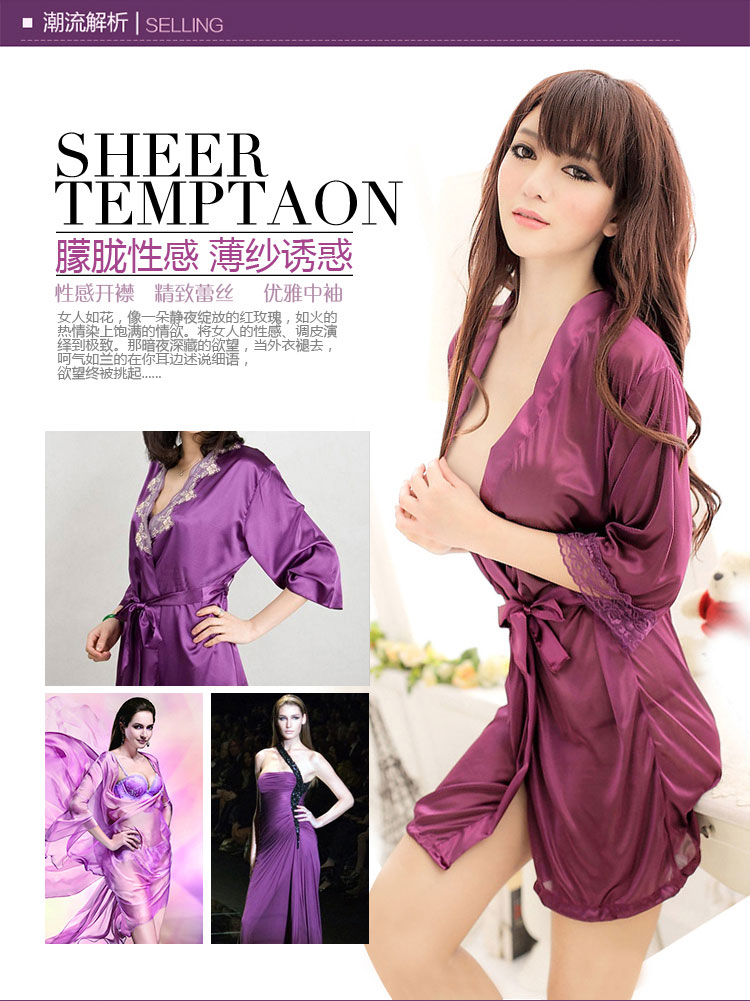 潮流解析 | SELLING
SHEER
TEMPTAON
朦胧性感 薄纱诱惑
性感开襟 精致蕾丝 优雅中袖
女人如花，像一朵静夜绽放的红玫瑰，如火的
热情染上饱满的情欲。将女人的性感、调皮演
绎到极致。那暗夜深藏的欲望，当外衣褪去，
呵气如兰的在你耳边述说细语，
欲望终被挑起......